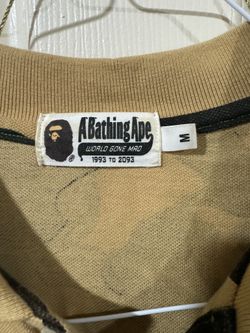 A Bathing Ape
WORLD GONE MAD
1993 TO 2093
M